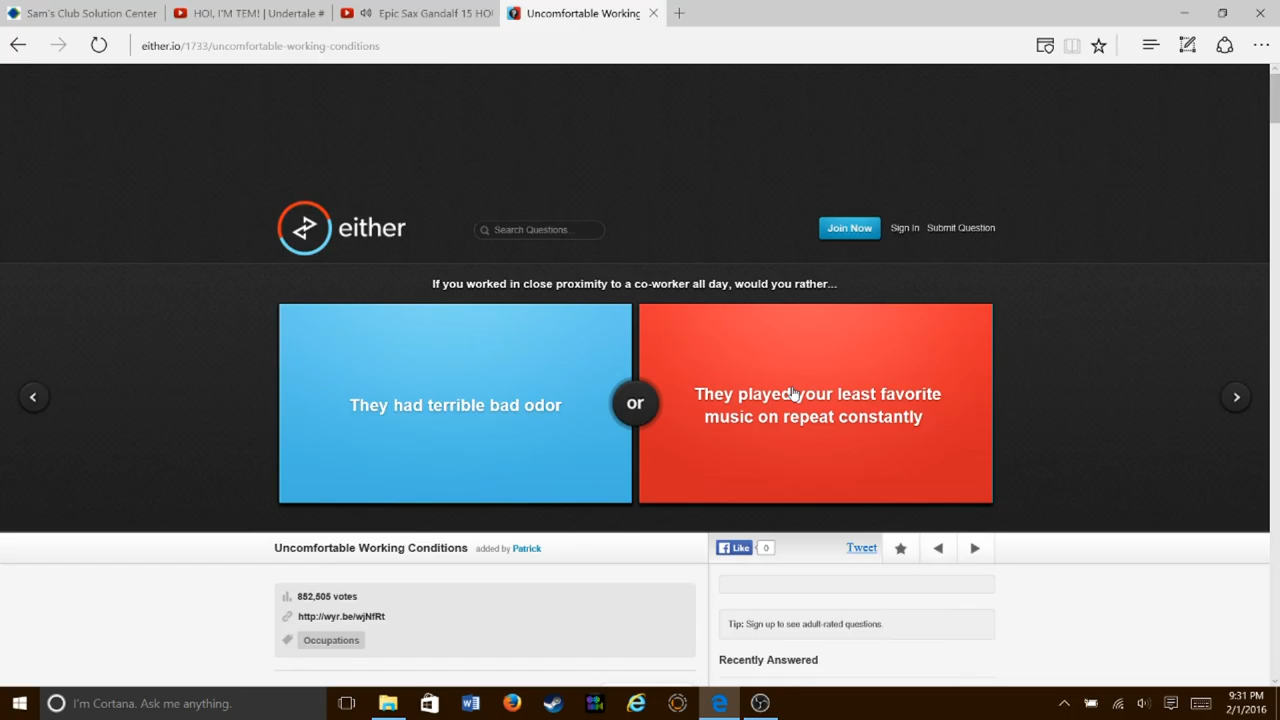 Sam's Club Solution Center
HOI, I'M TEM! | Undertale #
Epic Sax Gandalf 15 HOU
Uncomfortable Working
either.io/1733/uncomfortable-working-conditions
either
Search Questions...
Join Now
Sign In
Submit Question
If you worked in close proximity to a co-worker all day, would you rather...
They had terrible bad odor
or
They played your least favorite
music on repeat constantly
Uncomfortable Working Conditions added by Patrick
Like 0
Tweet
852,505 votes
http://wyr.be/wjNfRt
Occupations
Tip: Sign up to see adult-rated questions.
Recently Answered
I'm Cortana. Ask me anything.
9:31 PM
2/1/2016